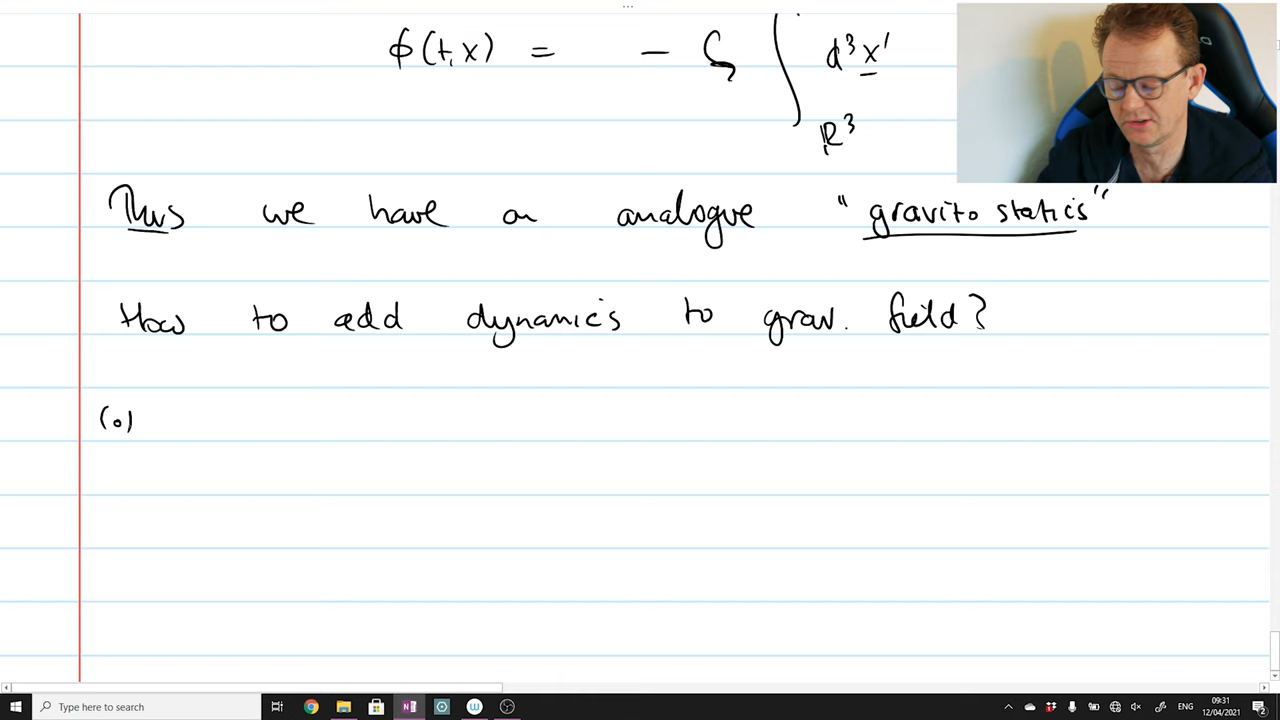 ϕ(t,x) = - G ∫ d³x'
R³
Thus we have an analogue "gravito statics"
How to add dynamics to grav. field?
(0)
Type here to search
ENG
09:31
12/04/2021